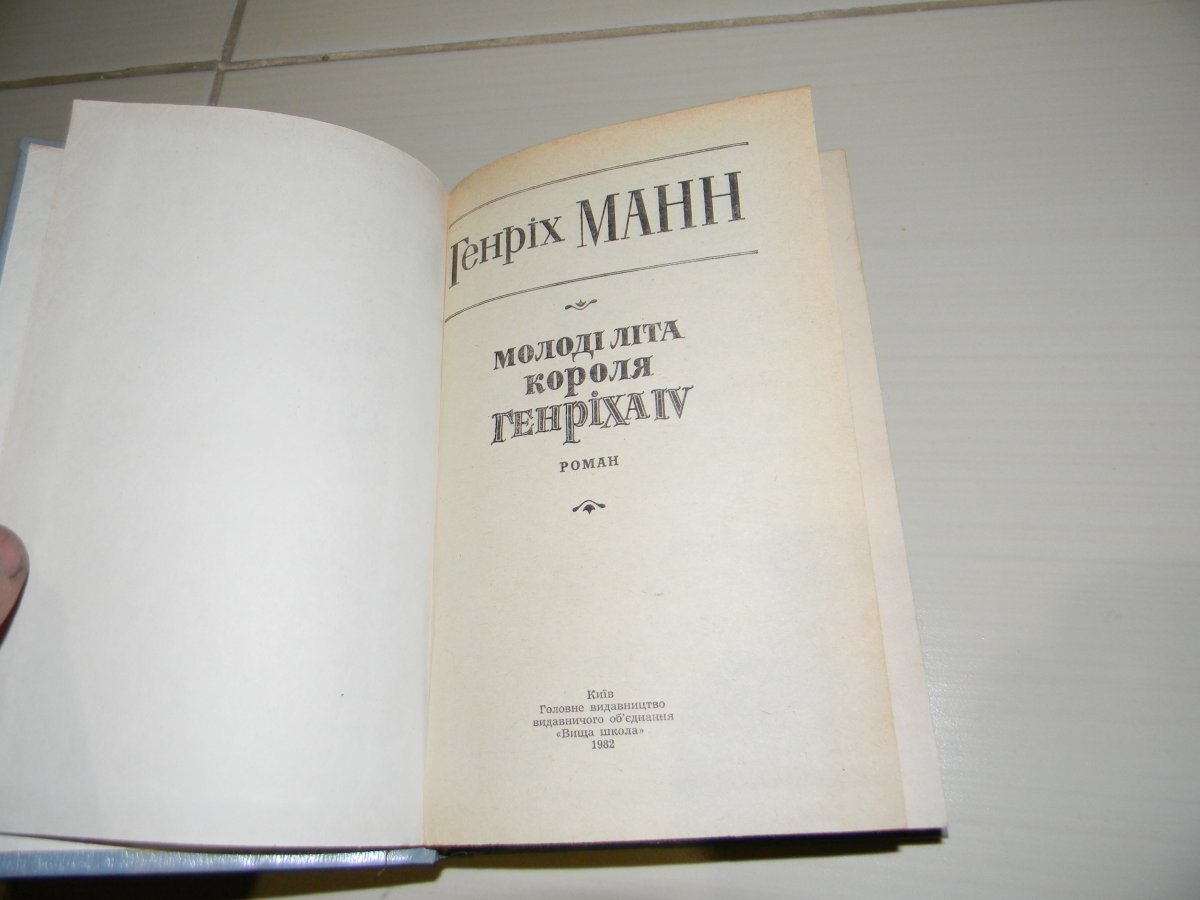 Генріх МАНН
МОЛОДІ ЛІТА
КОРОЛЯ
ГЕНРІХА IV
РОМАН
Київ
Головне видавництво
видавничого об'єднання
«Вища школа»
1982